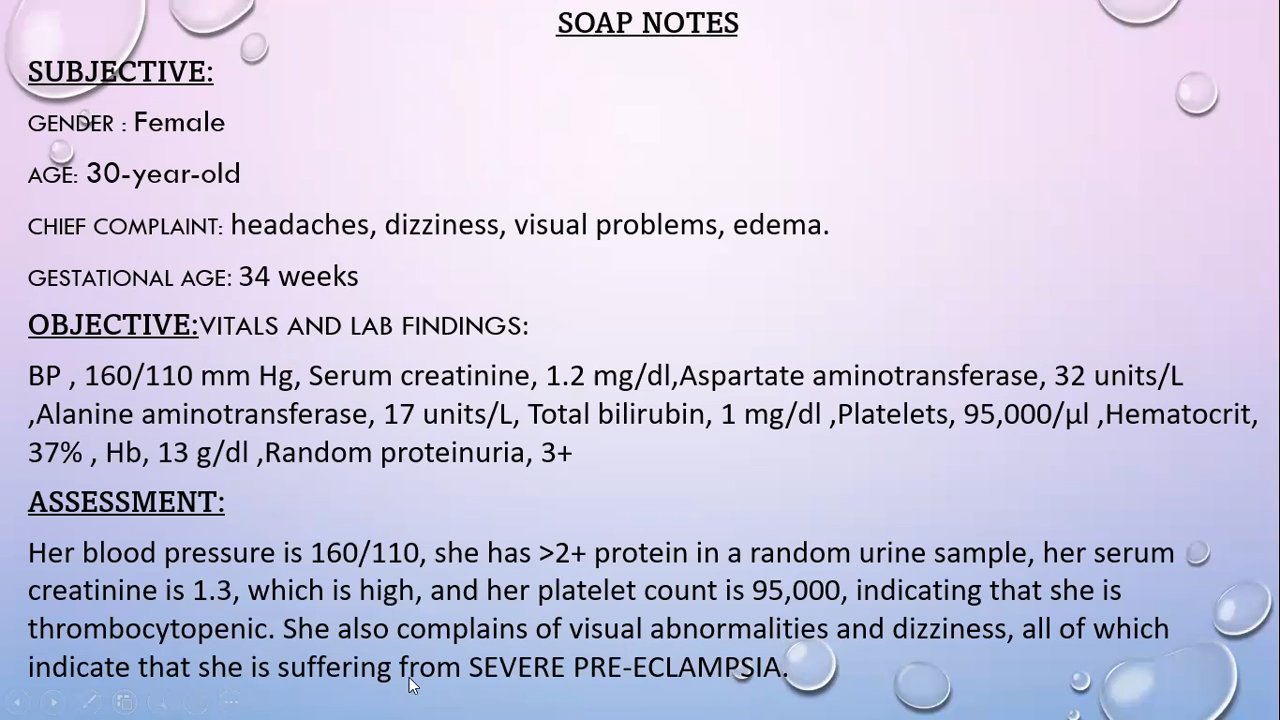 SOAP NOTES
SUBJECTIVE:
GENDER : Female
AGE: 30-year-old
CHIEF COMPLAINT: headaches, dizziness, visual problems, edema.
GESTATIONAL AGE: 34 weeks
OBJECTIVE:VITALS AND LAB FINDINGS:
BP , 160/110 mm Hg, Serum creatinine, 1.2 mg/dl,Aspartate aminotransferase, 32 units/L
,Alanine aminotransferase, 17 units/L, Total bilirubin, 1 mg/dl ,Platelets, 95,000/µl ,Hematocrit,
37% , Hb, 13 g/dl ,Random proteinuria, 3+
ASSESSMENT:
Her blood pressure is 160/110, she has >2+ protein in a random urine sample, her serum
creatinine is 1.3, which is high, and her platelet count is 95,000, indicating that she is
thrombocytopenic. She also complains of visual abnormalities and dizziness, all of which
indicate that she is suffering from SEVERE PRE-ECLAMPSIA.